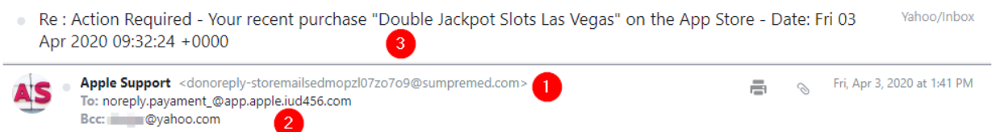 Re : Action Required - Your recent purchase "Double Jackpot Slots Las Vegas" on the App Store - Date: Fri 03
Yahoo/Inbox
Apr 2020 09:32:24 +0000
3
AS
Apple Support <donoreply-storemailsedmopzl07zo7o9@sumpremed.com>
1
Fri, Apr 3, 2020 at 1:41 PM
To: noreply.payament_@app.apple.iud456.com
Bcc: @yahoo.com
2